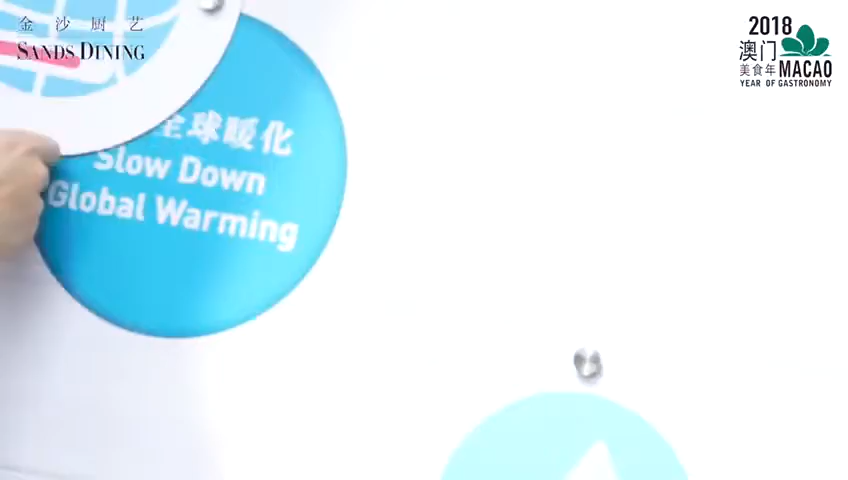 金沙厨艺
SANDS DINING
2018
澳门
美食年
MACAO
YEAR OF GASTRONOMY
全球暖化
Slow Down
Global Warming